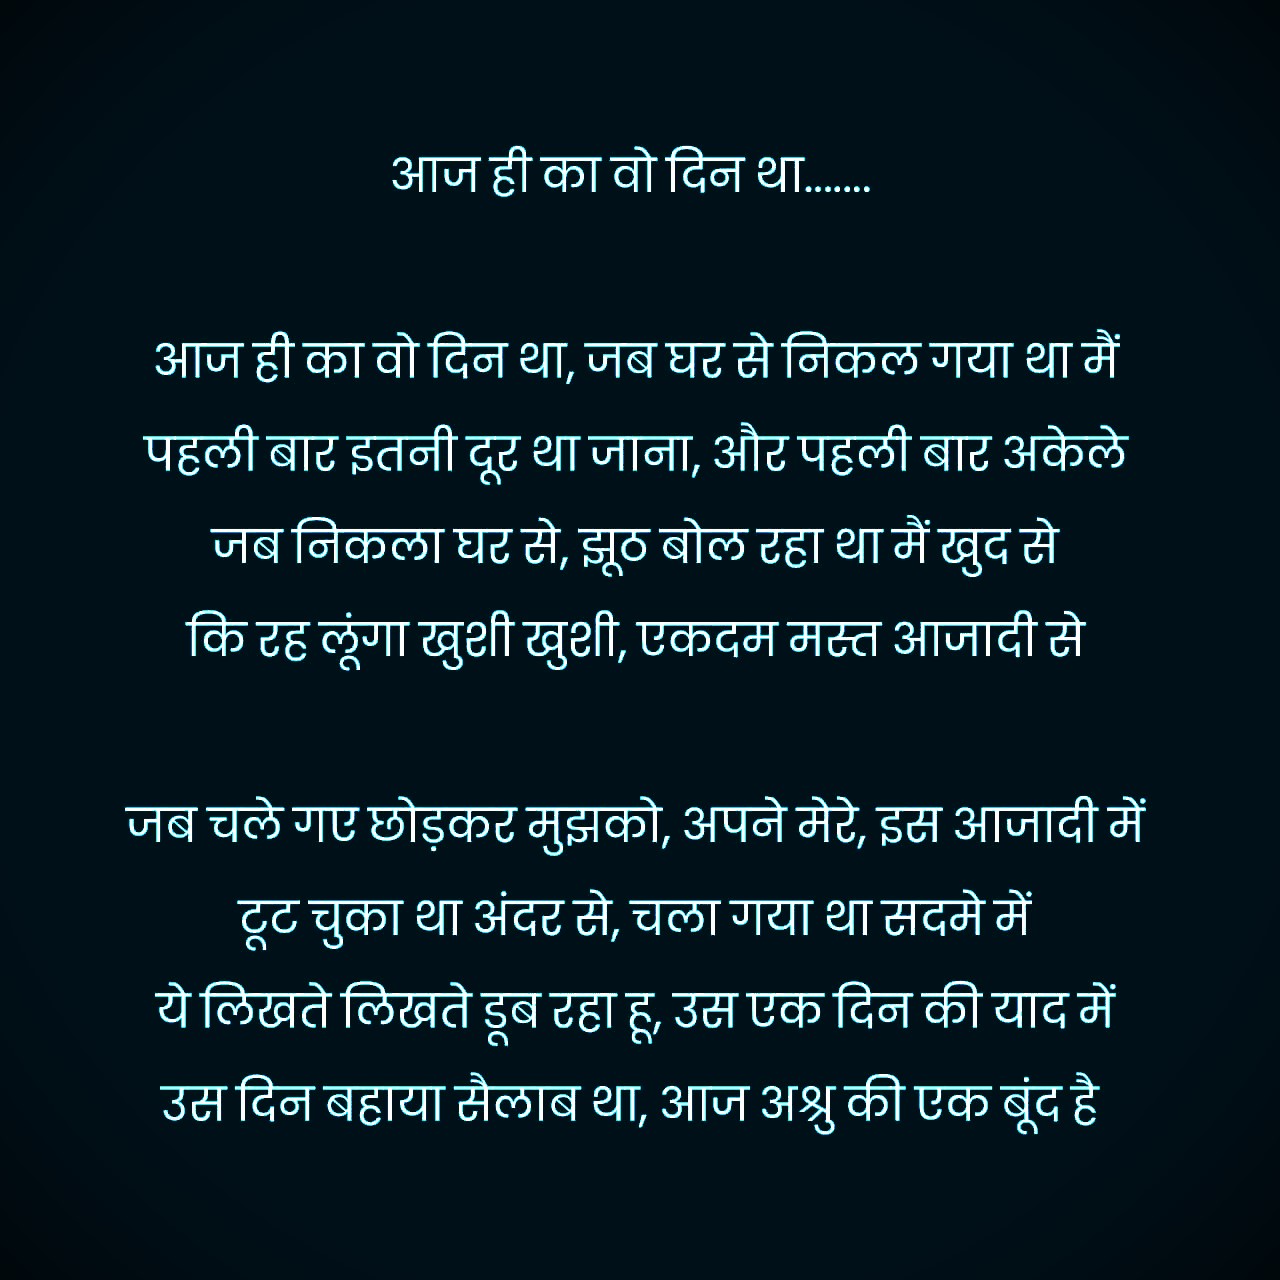 आज ही का वो दिन था.......
आज ही का वो दिन था, जब घर से निकल गया था मैं
पहली बार इतनी दूर था जाना, और पहली बार अकेले
जब निकला घर से, झूठ बोल रहा था मैं खुद से
कि रह लूंगा खुशी खुशी, एकदम मस्त आजादी से
जब चले गए छोड़कर मुझको, अपने मेरे, इस आजादी में
टूट चुका था अंदर से, चला गया था सदमे में
ये लिखते लिखते डूब रहा हू, उस एक दिन की याद में
उस दिन बहाया सैलाब था, आज अश्रु की एक बूंद है